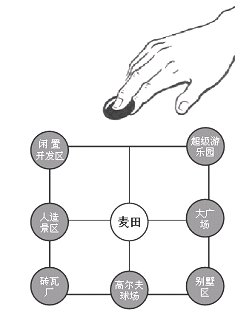 闲置
开发区
超级游
乐园
人造
景区
麦田
大广
场
砖瓦
厂
高尔夫
球场
别墅
区